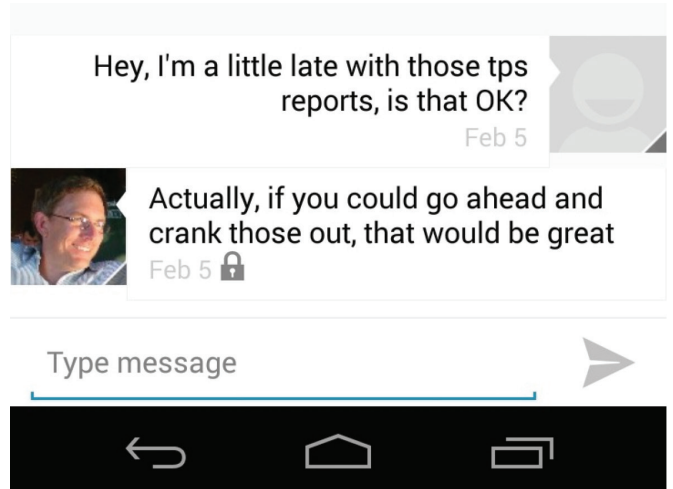 Hey, I'm a little late with those tps
reports, is that OK?
Feb 5
Actually, if you could go ahead and
crank those out, that would be great
Feb 5
Type message